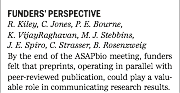 FUNDERS' PERSPECTIVE
R. Kiley, C. Jones, P. E. Bourne,
K. VijayRaghavan, M. J. Stebbins,
J. E. Spiro, C. Strasser, B. Rosenzweig
By the end of the ASAPbio meeting, funders
felt that preprints, operating in parallel with
peer-reviewed publication, could play a valu-
able role in communicating research results.